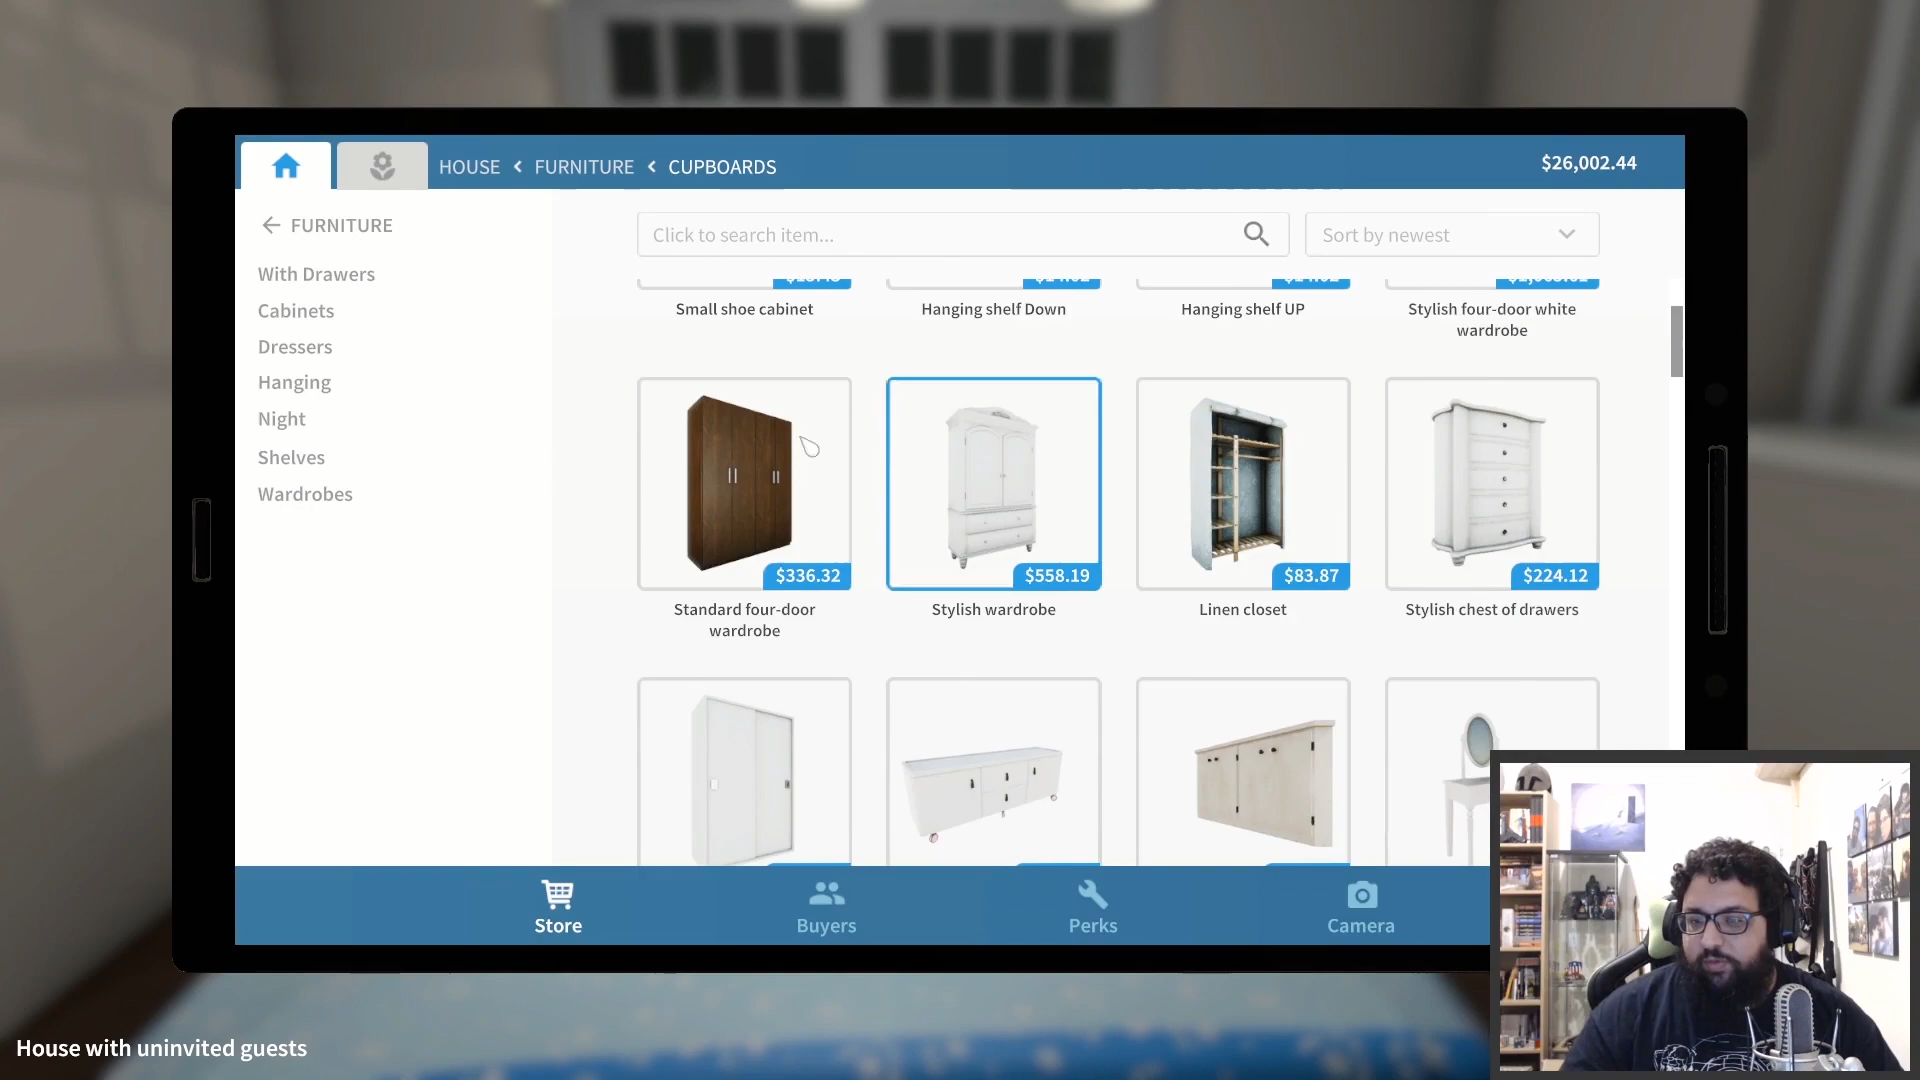 HOUSE < FURNITURE < CUPBOARDS
$26,002.44
FURNITURE
With Drawers
Cabinets
Dressers
Hanging
Night
Shelves
Wardrobes
Click to search item...
Sort by newest
Small shoe cabinet
Hanging shelf Down
Hanging shelf UP
Stylish four-door white
wardrobe
$336.32
$558.19
$83.87
$224.12
Standard four-door
wardrobe
Stylish wardrobe
Linen closet
Stylish chest of drawers
Store
Buyers
Perks
Camera
House with uninvited guests